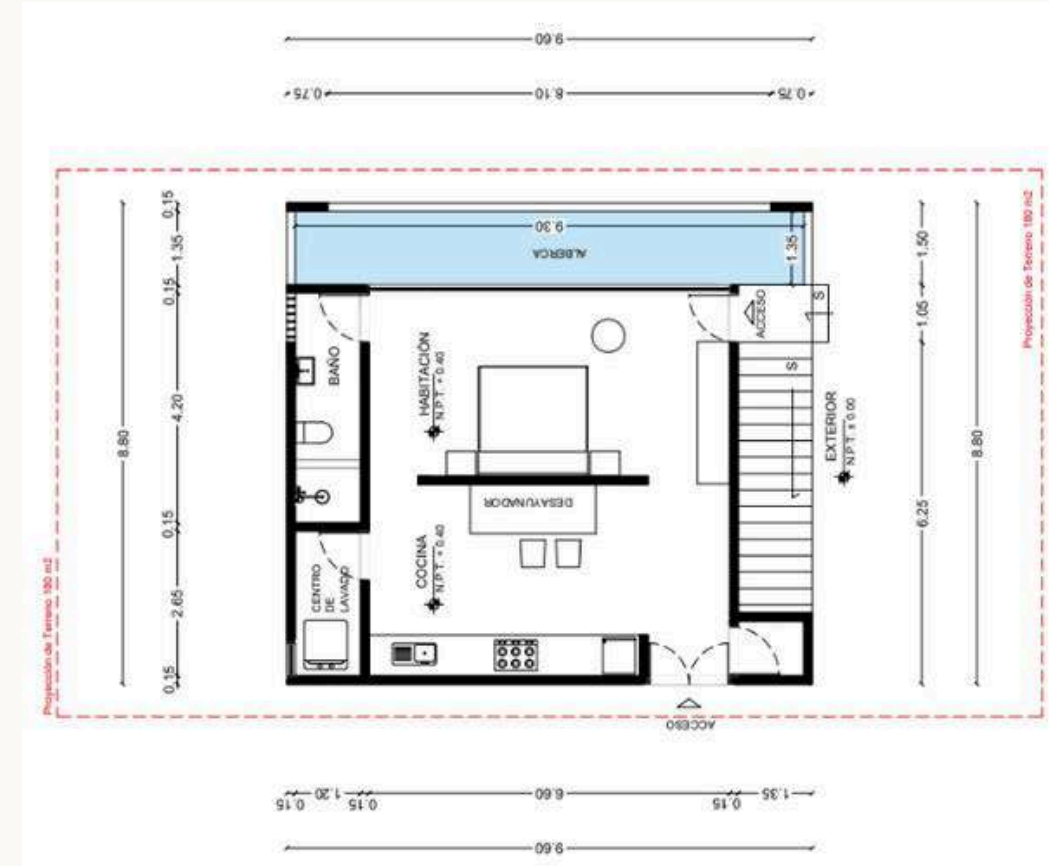 9.60
0.75
8.10
0.75
Proyección de Terreno 180 m2
Proyección de Terreno 180 m2
8.80
0.15
1.35
0.15
4.20
0.15
2.65
0.15
9.30
ALBERCA
1.35
ACCESO
S
S
BAÑO
HABITACIÓN
N.P.T. + 0.40
EXTERIOR
N.P.T. ± 0.00
DESAYUNADOR
COCINA
N.P.T. + 0.40
CENTRO
DE
LAVADO
ACCESO
1.50
1.05
6.25
8.80
0.15
1.20
0.15
6.60
0.15
1.35
9.60